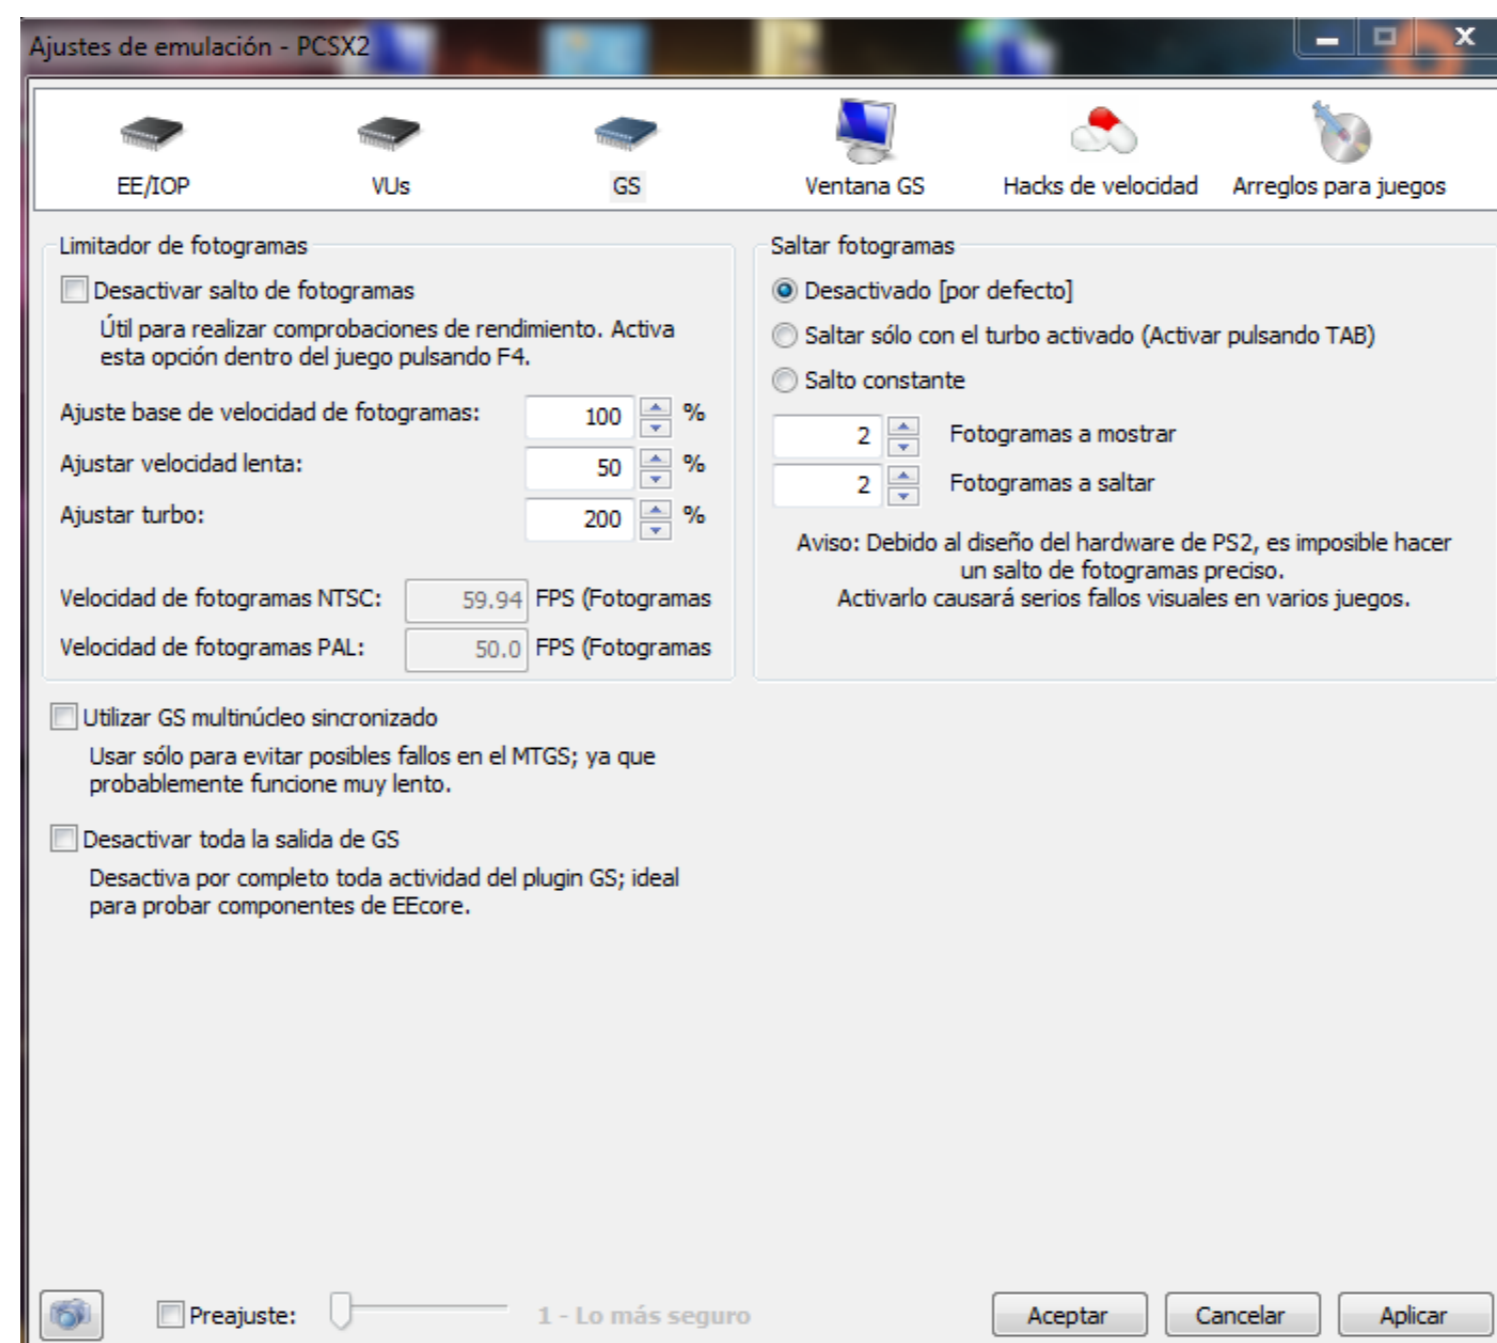 Ajustes de emulación - PCSX2
EE/IOP
VUs
GS
Ventana GS
Hacks de velocidad
Arreglos para juegos
Limitador de fotogramas
Desactivar salto de fotogramas
Útil para realizar comprobaciones de rendimiento. Activa
esta opción dentro del juego pulsando F4.
Ajuste base de velocidad de fotogramas: 100 %
Ajustar velocidad lenta: 50 %
Ajustar turbo: 200 %
Velocidad de fotogramas NTSC: 59.94 FPS (Fotogramas
Velocidad de fotogramas PAL: 50.0 FPS (Fotogramas
Saltar fotogramas
Desactivado [por defecto]
Saltar sólo con el turbo activado (Activar pulsando TAB)
Salto constante
2 Fotogramas a mostrar
2 Fotogramas a saltar
Aviso: Debido al diseño del hardware de PS2, es imposible hacer
un salto de fotogramas preciso.
Activarlo causará serios fallos visuales en varios juegos.
Utilizar GS multinúcleo sincronizado
Usar sólo para evitar posibles fallos en el MTGS; ya que
probablemente funcione muy lento.
Desactivar toda la salida de GS
Desactiva por completo toda actividad del plugin GS; ideal
para probar componentes de EEcore.
Preajuste:
1 - Lo más seguro
Aceptar
Cancelar
Aplicar